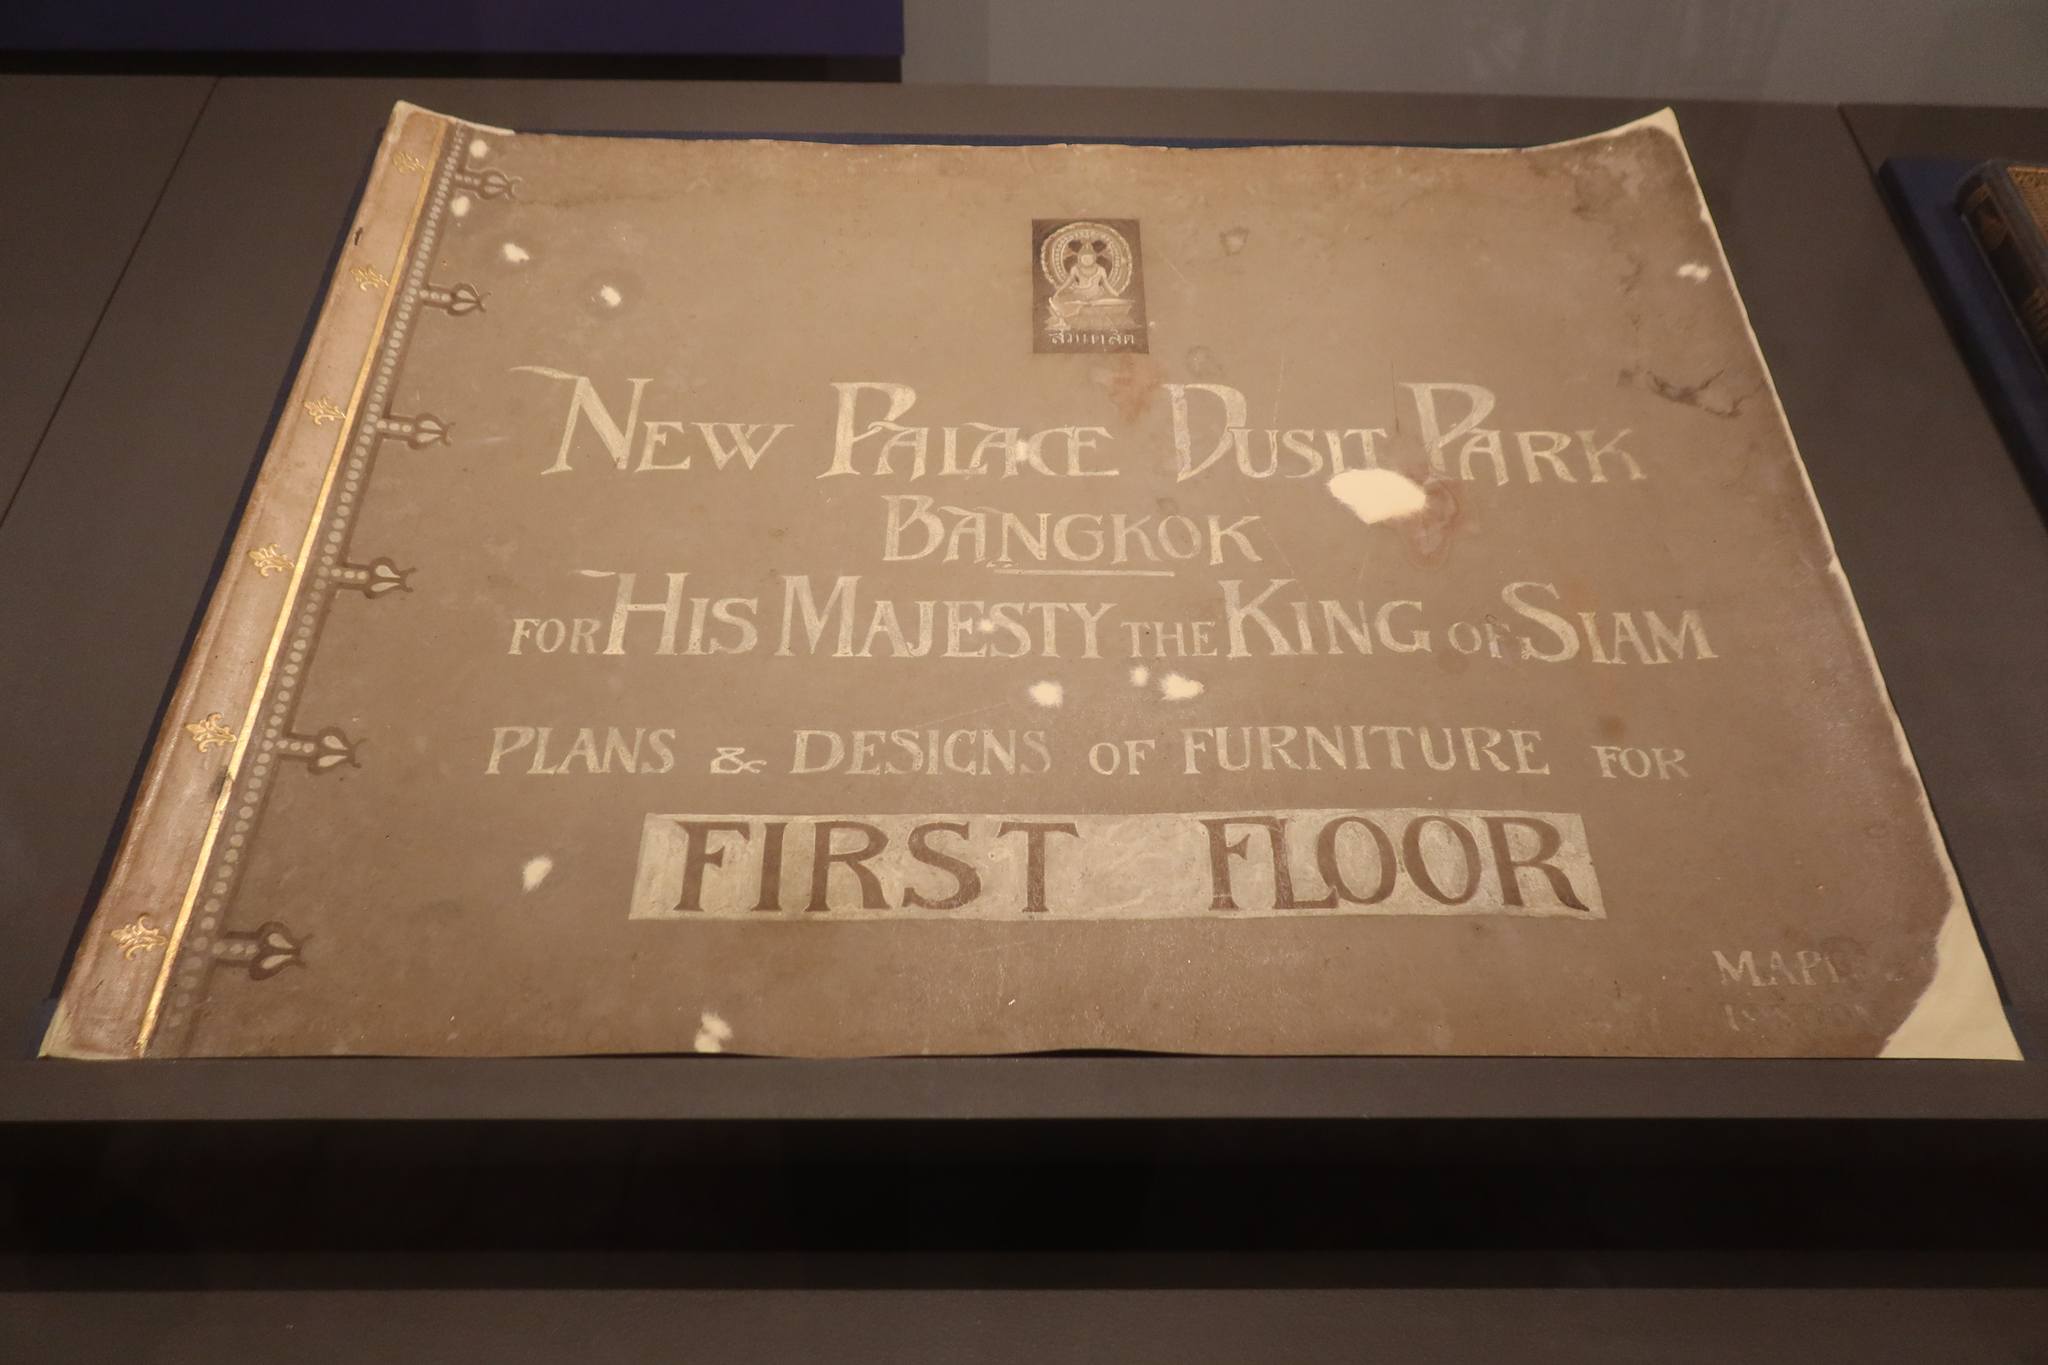 NEW PALACE DUSIT PARK
BANGKOK
FOR HIS MAJESTY THE KING OF SIAM
PLANS & DESIGNS OF FURNITURE FOR
FIRST FLOOR